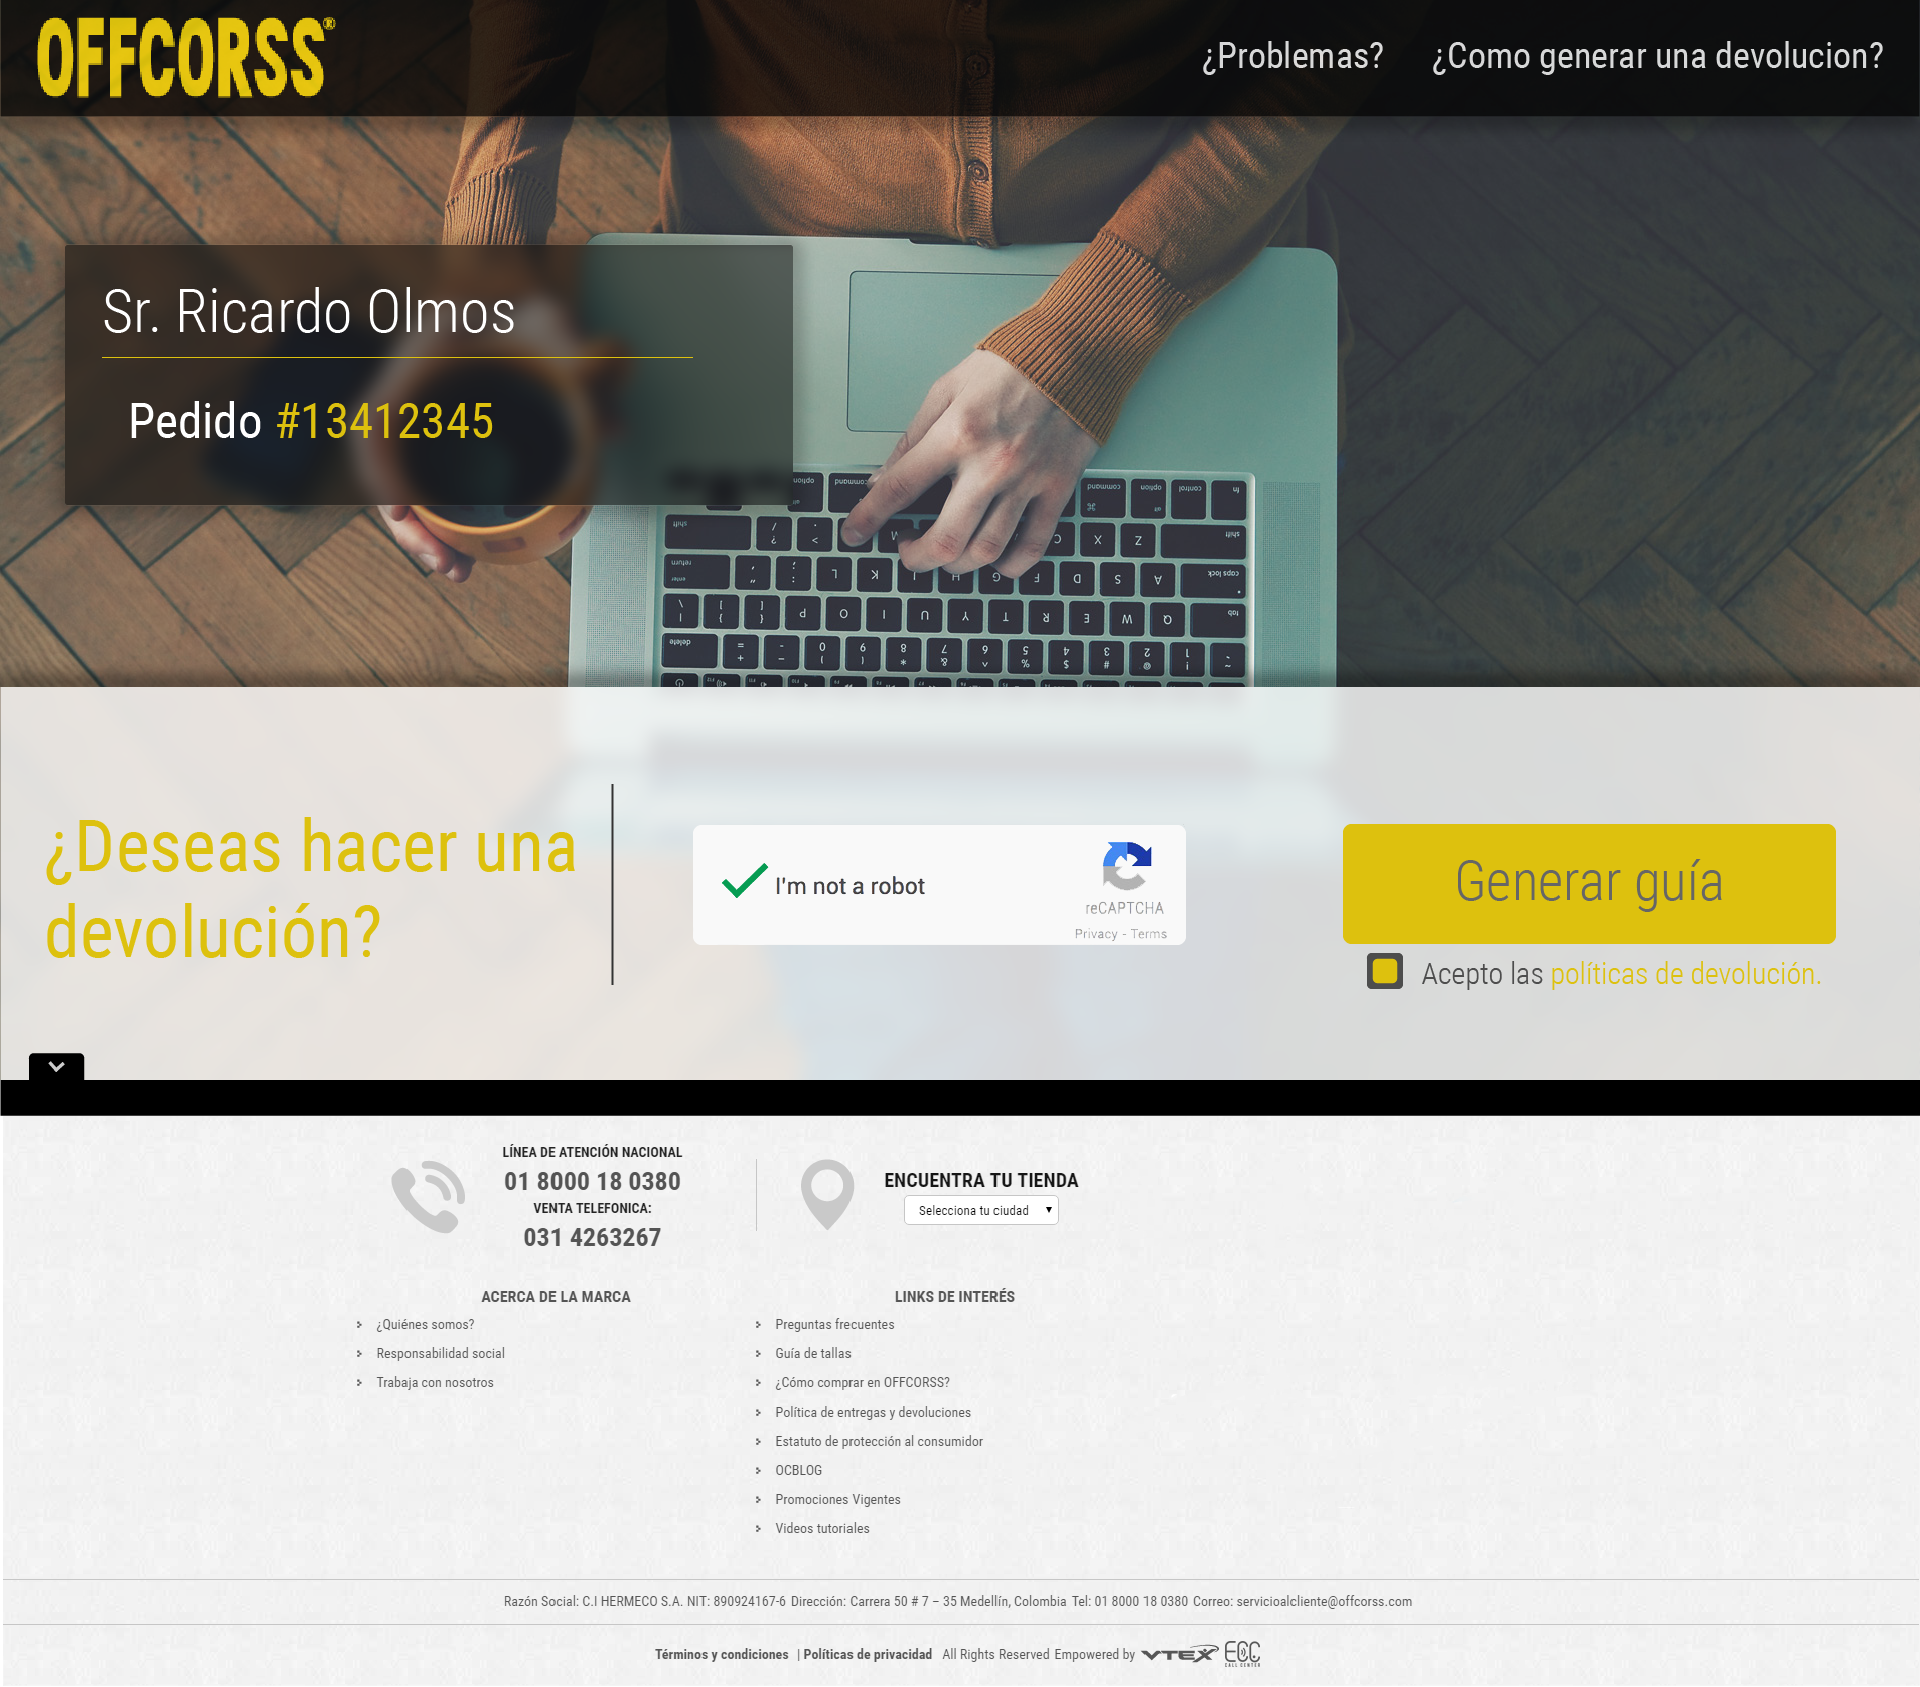 OFFCORSS®
¿Problemas?
¿Como generar una devolucion?
Sr. Ricardo Olmos
Pedido #13412345
¿Deseas hacer una
devolución?
I'm not a robot
reCAPTCHA
Privacy - Terms
Generar guía
Acepto las políticas de devolución.
LÍNEA DE ATENCIÓN NACIONAL
01 8000 18 0380
VENTA TELEFONICA:
031 4263267
ENCUENTRA TU TIENDA
Selecciona tu ciudad
ACERCA DE LA MARCA
¿Quiénes somos?
Responsabilidad social
Trabaja con nosotros
LINKS DE INTERÉS
Preguntas frecuentes
Guía de tallas
¿Cómo comprar en OFFCORSS?
Política de entregas y devoluciones
Estatuto de protección al consumidor
OCBLOG
Promociones Vigentes
Videos tutoriales
Razón Social: C.I HERMECO S.A. NIT: 890924167-6 Dirección: Carrera 50 # 7 – 35 Medellín, Colombia Tel: 01 8000 18 0380 Correo: servicioalcliente@offcorss.com
Términos y condiciones | Políticas de privacidad All Rights Reserved Empowered by VTEX ECC
CALL CENTER